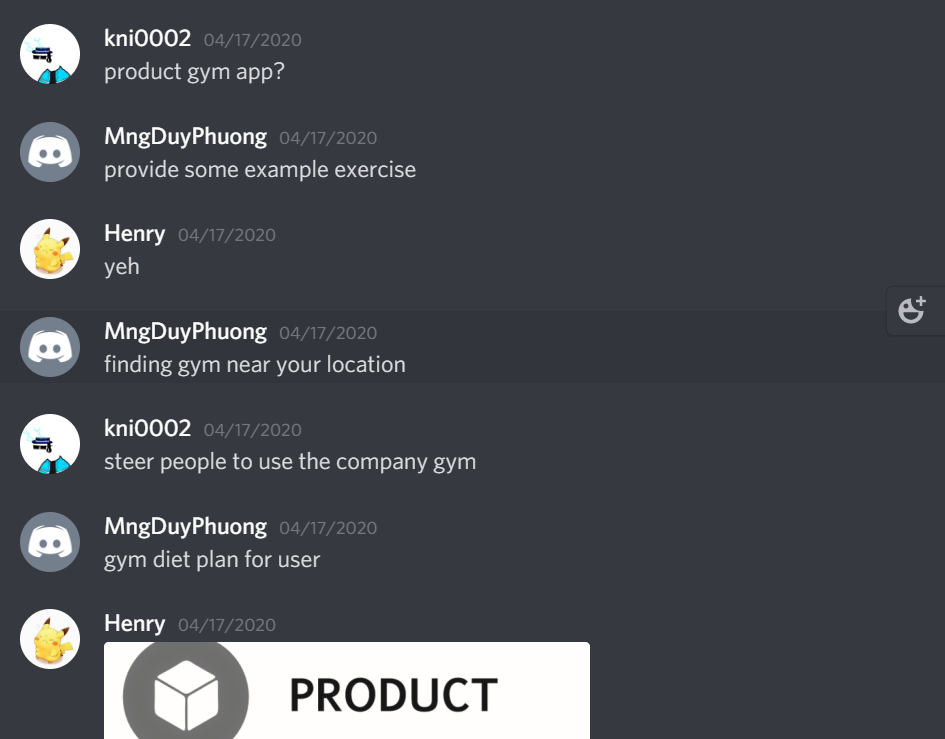 kni0002 04/17/2020
product gym app?
MngDuyPhuong 04/17/2020
provide some example exercise
Henry 04/17/2020
yeh
MngDuyPhuong 04/17/2020
finding gym near your location
kni0002 04/17/2020
steer people to use the company gym
MngDuyPhuong 04/17/2020
gym diet plan for user
Henry 04/17/2020
PRODUCT